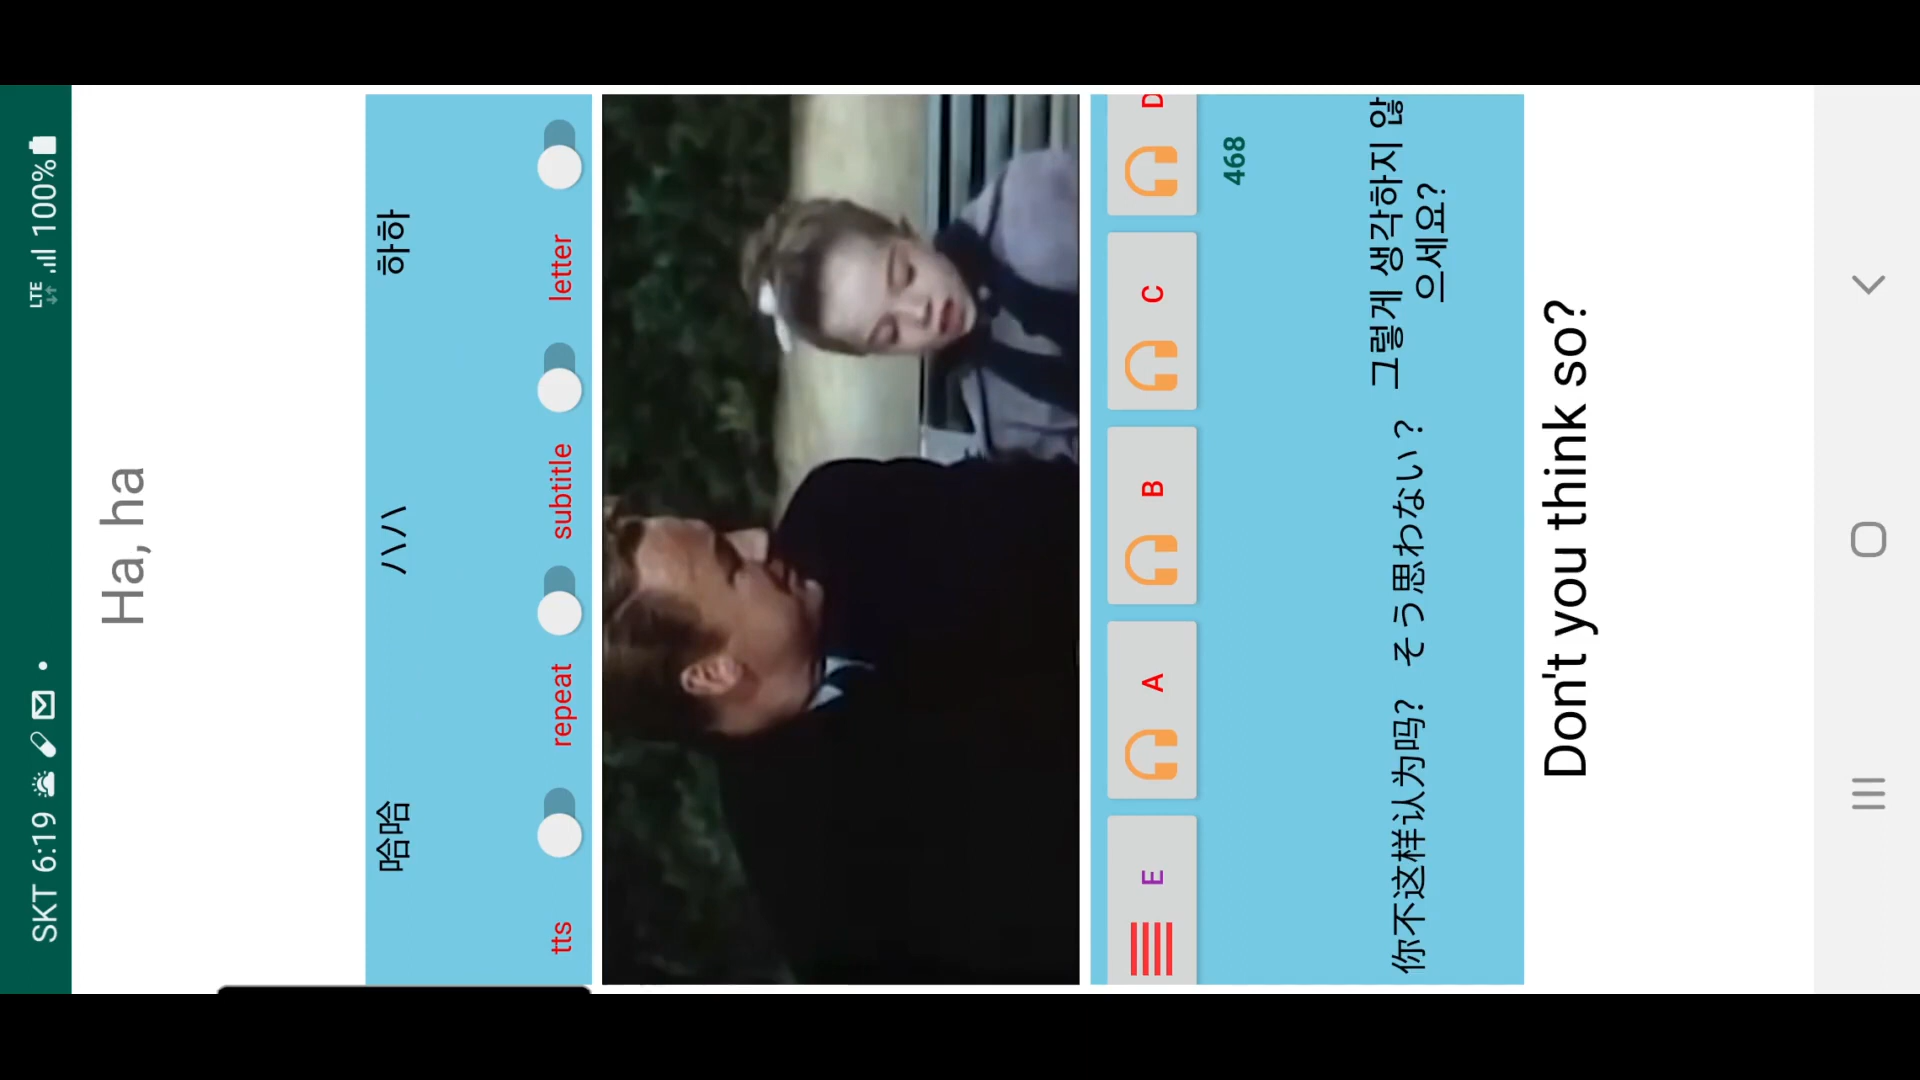 SKT 6:19 LTE 100%
Ha, ha
哈哈 ハハ 하하
tts repeat subtitle letter
E A B C D
468
你不这样认为吗? そう思わない? 그렇게 생각하지 않
으세요?
Don't you think so?